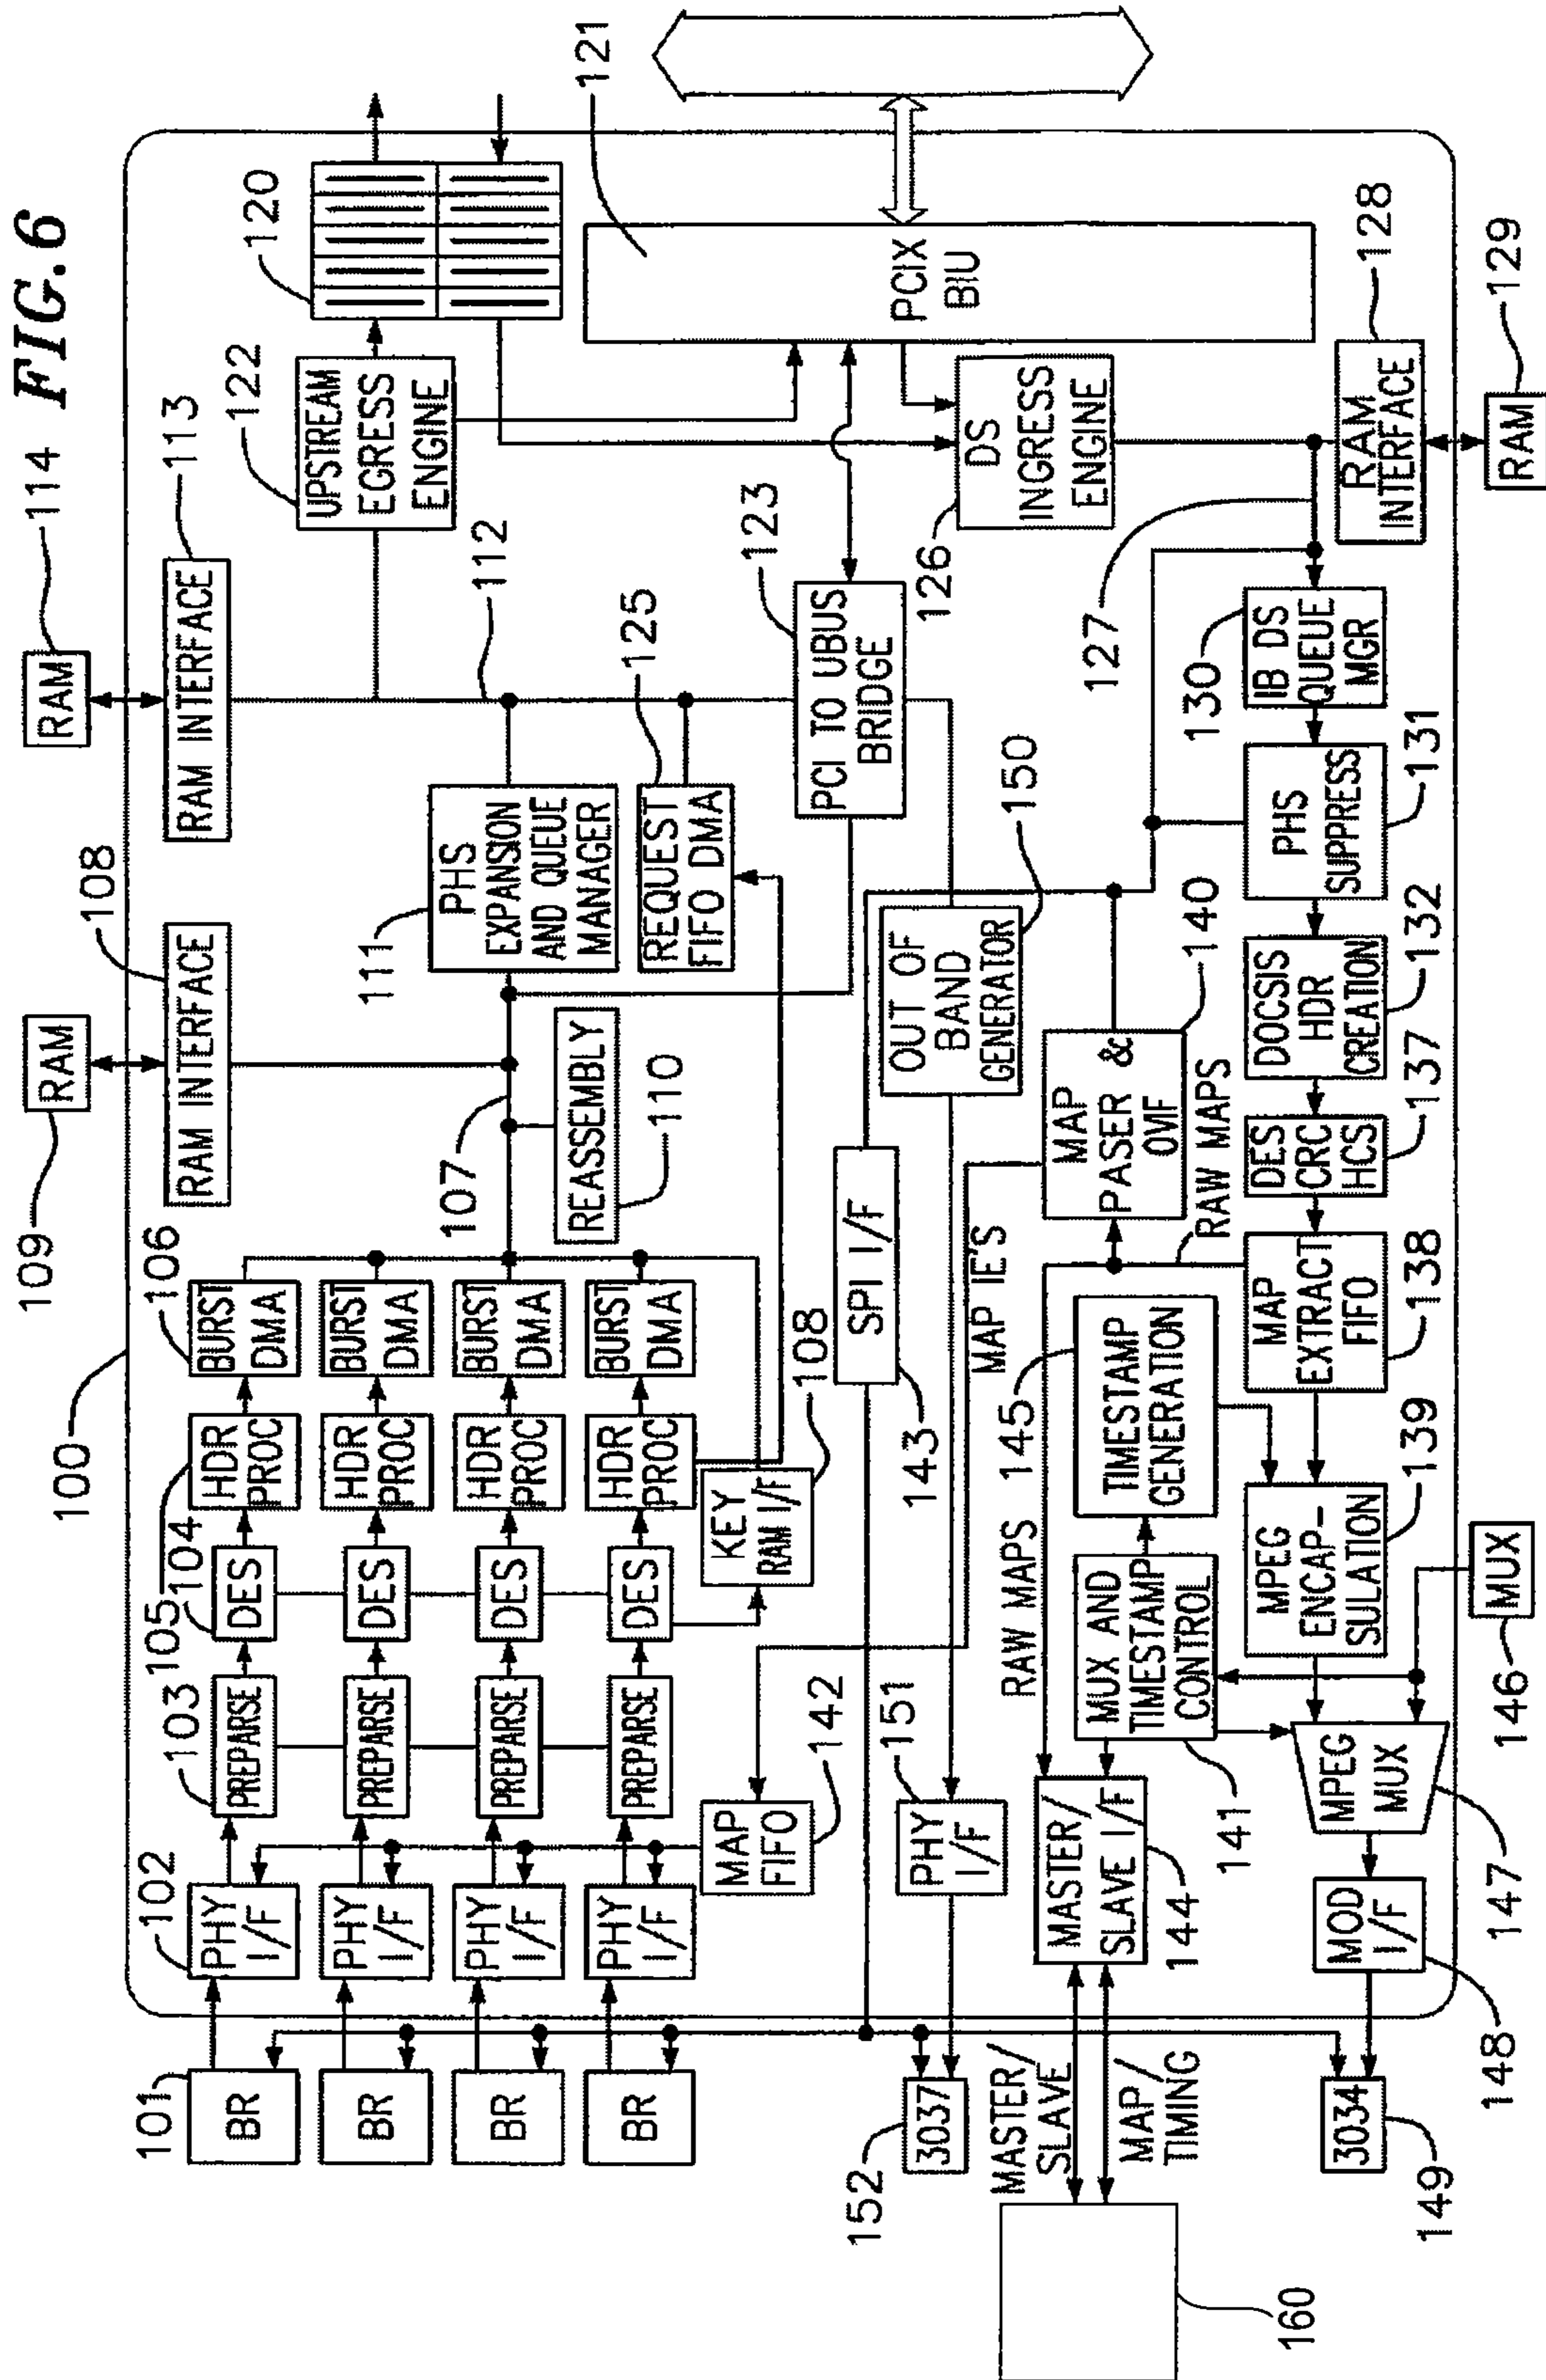 FIG. 6
109
RAM
114
RAM
108
RAM INTERFACE
113
RAM INTERFACE
100
101
BR
BR
BR
BR
102
PHY
I/F
PHY
I/F
PHY
I/F
PHY
I/F
103
PREPARSE
PREPARSE
PREPARSE
PREPARSE
104
DES
DES
DES
DES
105
HDR
PROC
HDR
PROC
HDR
PROC
HDR
PROC
106
BURST
DMA
BURST
DMA
BURST
DMA
BURST
DMA
107
REASSEMBLY
110
KEY
RAM I/F
108
111
PHS
EXPANSION
AND QUEUE
MANAGER
112
REQUEST
FIFO DMA
125
122
UPSTREAM
EGRESS
ENGINE
120
121
PCIX
BIU
PCI TO UBUS
BRIDGE
123
DS
INGRESS
ENGINE
126
127
RAM
INTERFACE
128
RAM
129
MAP
FIFO
142
SPI I/F
143
OUT OF
BAND
GENERATOR
150
PHY
I/F
151
3037
152
MAP IE'S
MAP
PASER &
OVIF
140
RAW MAPS
RAW MAPS
IB DS
QUEUE
MGR
130
PHS
SUPPRESS
131
DOCSIS
HDR
CREATION
132
DES
CRC
HCS
137
MAP
EXTRACT
FIFO
138
TIMESTAMP
GENERATION
145
MPEG
ENCAP-
SULATION
139
MUX AND
TIMESTAMP
CONTROL
141
MUX
146
MPEG
MUX
147
MASTER/
SLAVE I/F
144
MOD
I/F
148
3034
149
MASTER/
SLAVE
MAP/
TIMING
160